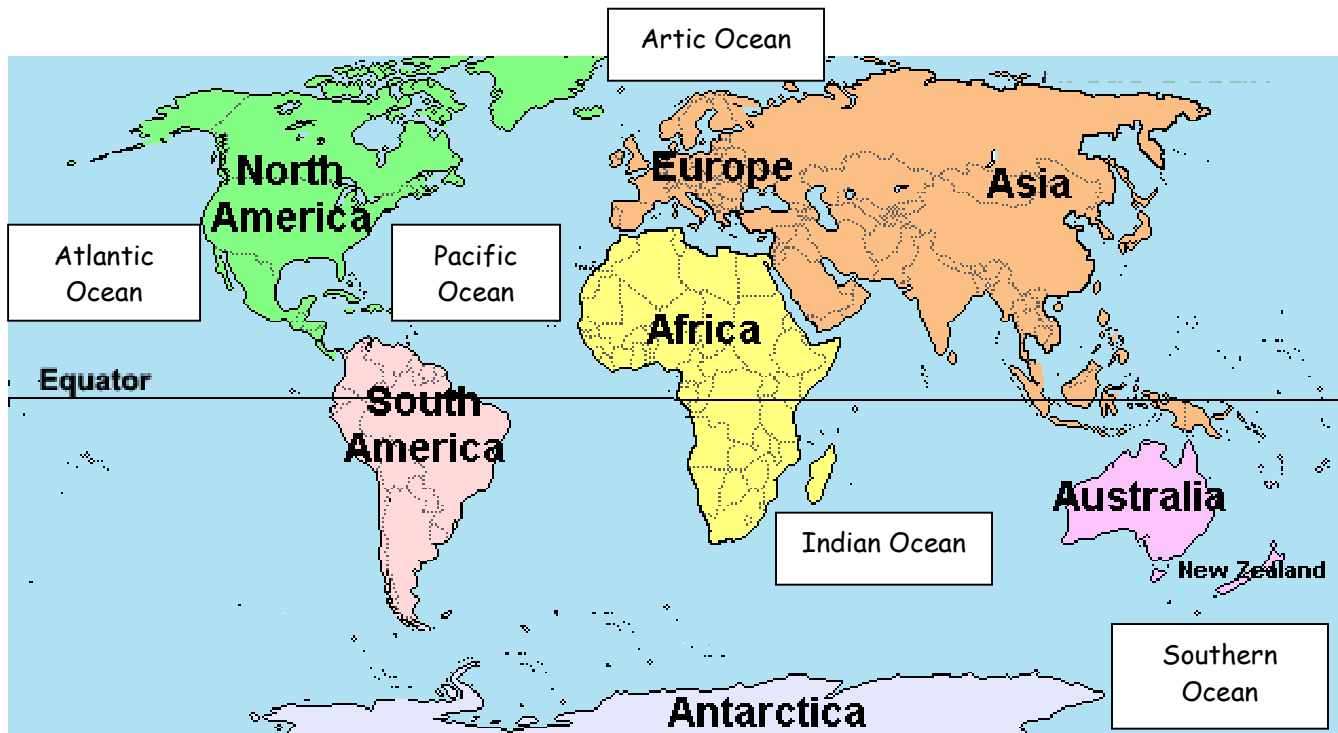 Artic Ocean
North
America
Europe
Asia
Atlantic
Ocean
Pacific
Ocean
Africa
Equator
South
America
Australia
Indian Ocean
New Zealand
Southern
Ocean
Antarctica